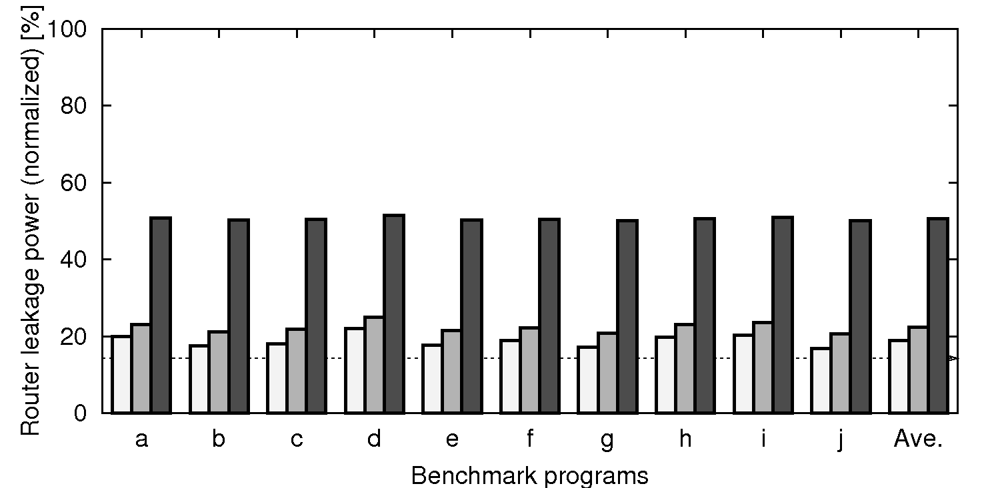 Router leakage power (normalized) [%]
100
80
60
40
20
0
a b c d e f g h i j Ave.
Benchmark programs